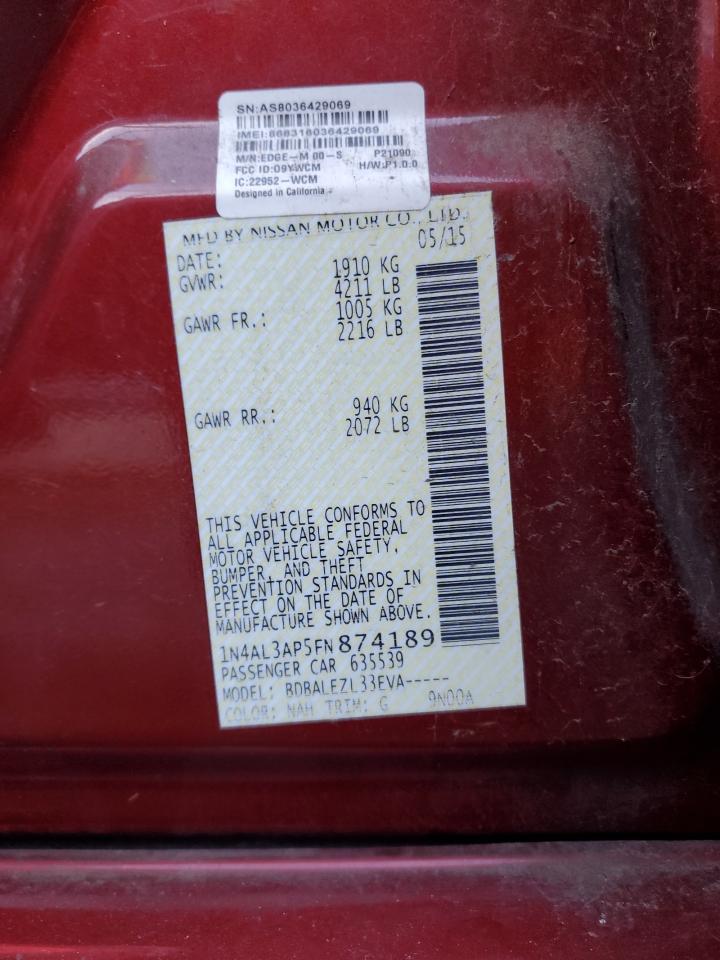 SN:AS8036429069
IMEI:868316036429069
M/N:EDGE-M 00-S P21090
FCC ID:O9YWCM H/W:P1.0.0
IC:22952-WCM
Designed in California
MFD BY NISSAN MOTOR CO., LTD.
DATE: 05/15
GVWR: 1910 KG
4211 LB
GAWR FR.: 1005 KG
2216 LB
GAWR RR.: 940 KG
2072 LB
THIS VEHICLE CONFORMS TO
ALL APPLICABLE FEDERAL
MOTOR VEHICLE SAFETY,
BUMPER, AND THEFT
PREVENTION STANDARDS IN
EFFECT ON THE DATE OF
MANUFACTURE SHOWN ABOVE.
1N4AL3AP5FN874189
PASSENGER CAR 635539
MODEL: BDBALEZL33EVA-----
COLOR: NAH TRIM: G 9N00A